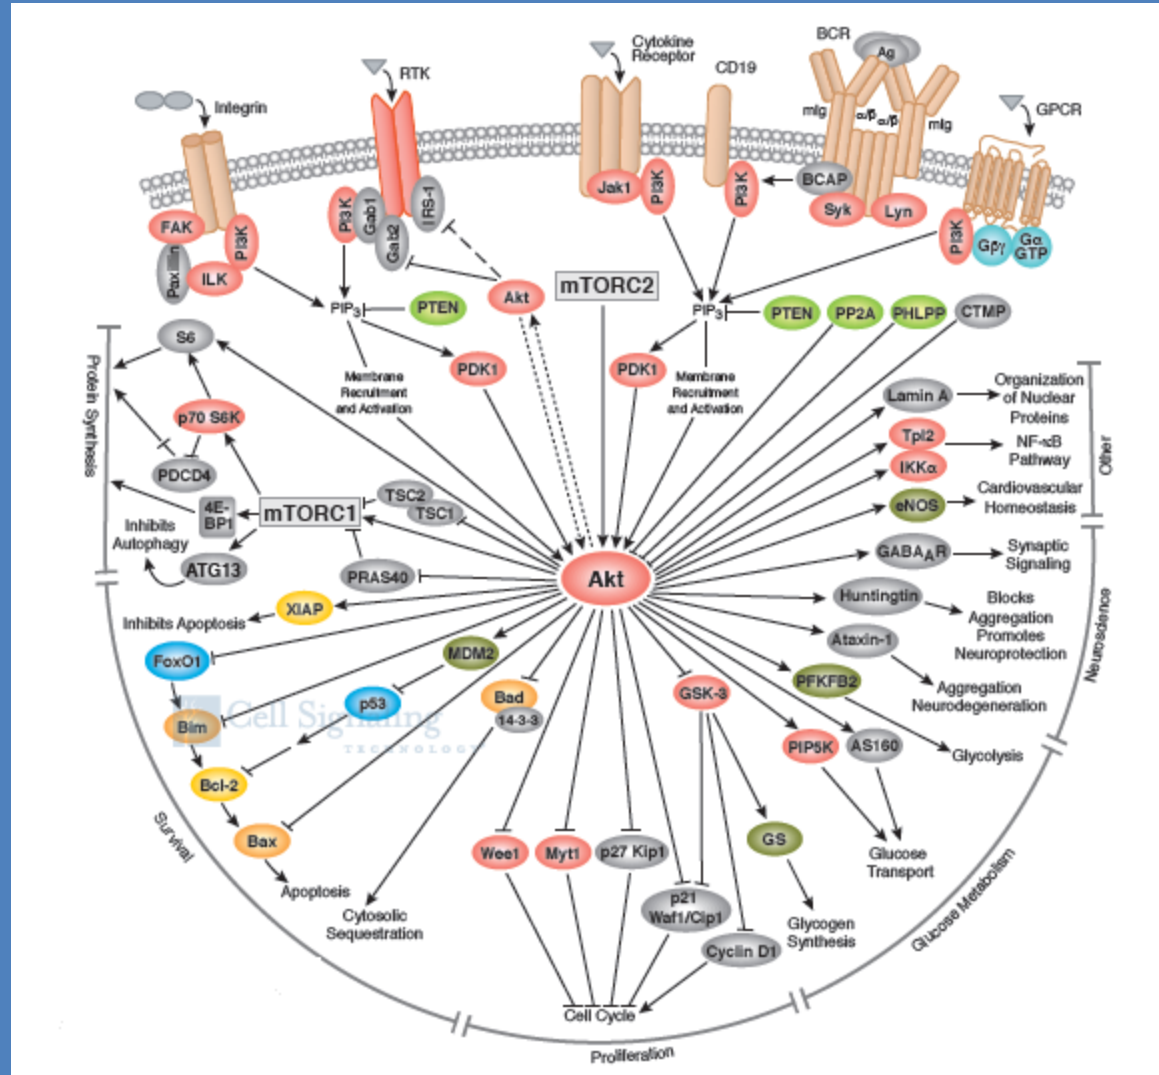 BCR
Ag
Cytokine
Receptor
CD19
RTK
Integrin
mIg
α/β
α/β
mIg
GPCR
Jak1
PI3K
PI3K
BCAP
Syk
Lyn
PI3K
Gβγ
Gα
GTP
FAK
Paxillin
ILK
PI3K
PI3K
Gab1
Gab2
IRS-1
Akt
mTORC2
PIP3
PTEN
PIP3
PTEN
PP2A
PHLPP
CTMP
PDK1
PDK1
Membrane
Recruitment
and Activation
Membrane
Recruitment
and Activation
Protein Synthesis
S6
p70 S6K
PDCD4
4E-
BP1
mTORC1
TSC2
TSC1
Inhibits
Autophagy
ATG13
PRAS40
Akt
Lamin A
Organization
of Nuclear
Proteins
Tpl2
IKKα
NF-κB
Pathway
eNOS
Cardiovascular
Homeostasis
Other
GABAAR
Synaptic
Signaling
Huntingtin
Blocks
Aggregation
Promotes
Neuroprotection
Ataxin-1
Aggregation
Neurodegeneration
Neuroscience
PFKFB2
Glycolysis
PIP5K
AS160
Glucose
Transport
Glucose Metabolism
GSK-3
GS
Glycogen
Synthesis
XIAP
Inhibits Apoptosis
FoxO1
MDM2
p53
Bim
Cell Signaling
TECHNOLOGY
Bad
14-3-3
Bcl-2
Bax
Apoptosis
Cytosolic
Sequestration
Survival
Wee1
Myt1
p27 Kip1
p21
Waf1/Cip1
Cyclin D1
Cell Cycle
Proliferation